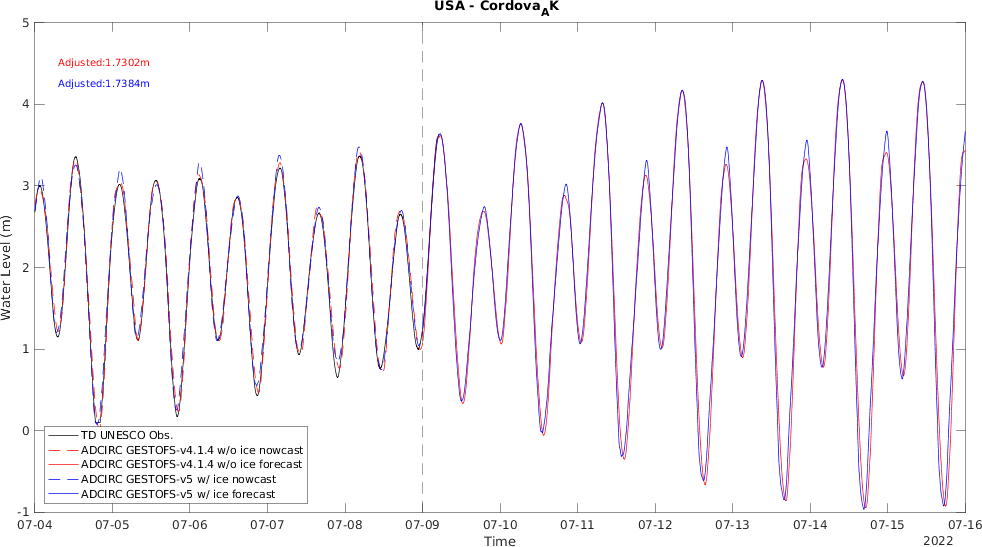 USA - Cordova_AK
5
Adjusted:1.7302m
Adjusted:1.7384m
4
3
2
1
0
-1
Water Level (m)
TD UNESCO Obs.
ADCIRC GESTOFS-v4.1.4 w/o ice nowcast
ADCIRC GESTOFS-v4.1.4 w/o ice forecast
ADCIRC GESTOFS-v5 w/ ice nowcast
ADCIRC GESTOFS-v5 w/ ice forecast
07-04 07-05 07-06 07-07 07-08 07-09 07-10 07-11 07-12 07-13 07-14 07-15 07-16
Time
2022